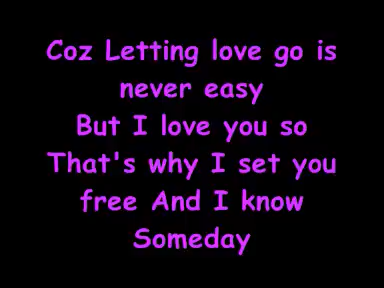 Coz Letting love go is
never easy
But I love you so
That's why I set you
free And I know
Someday